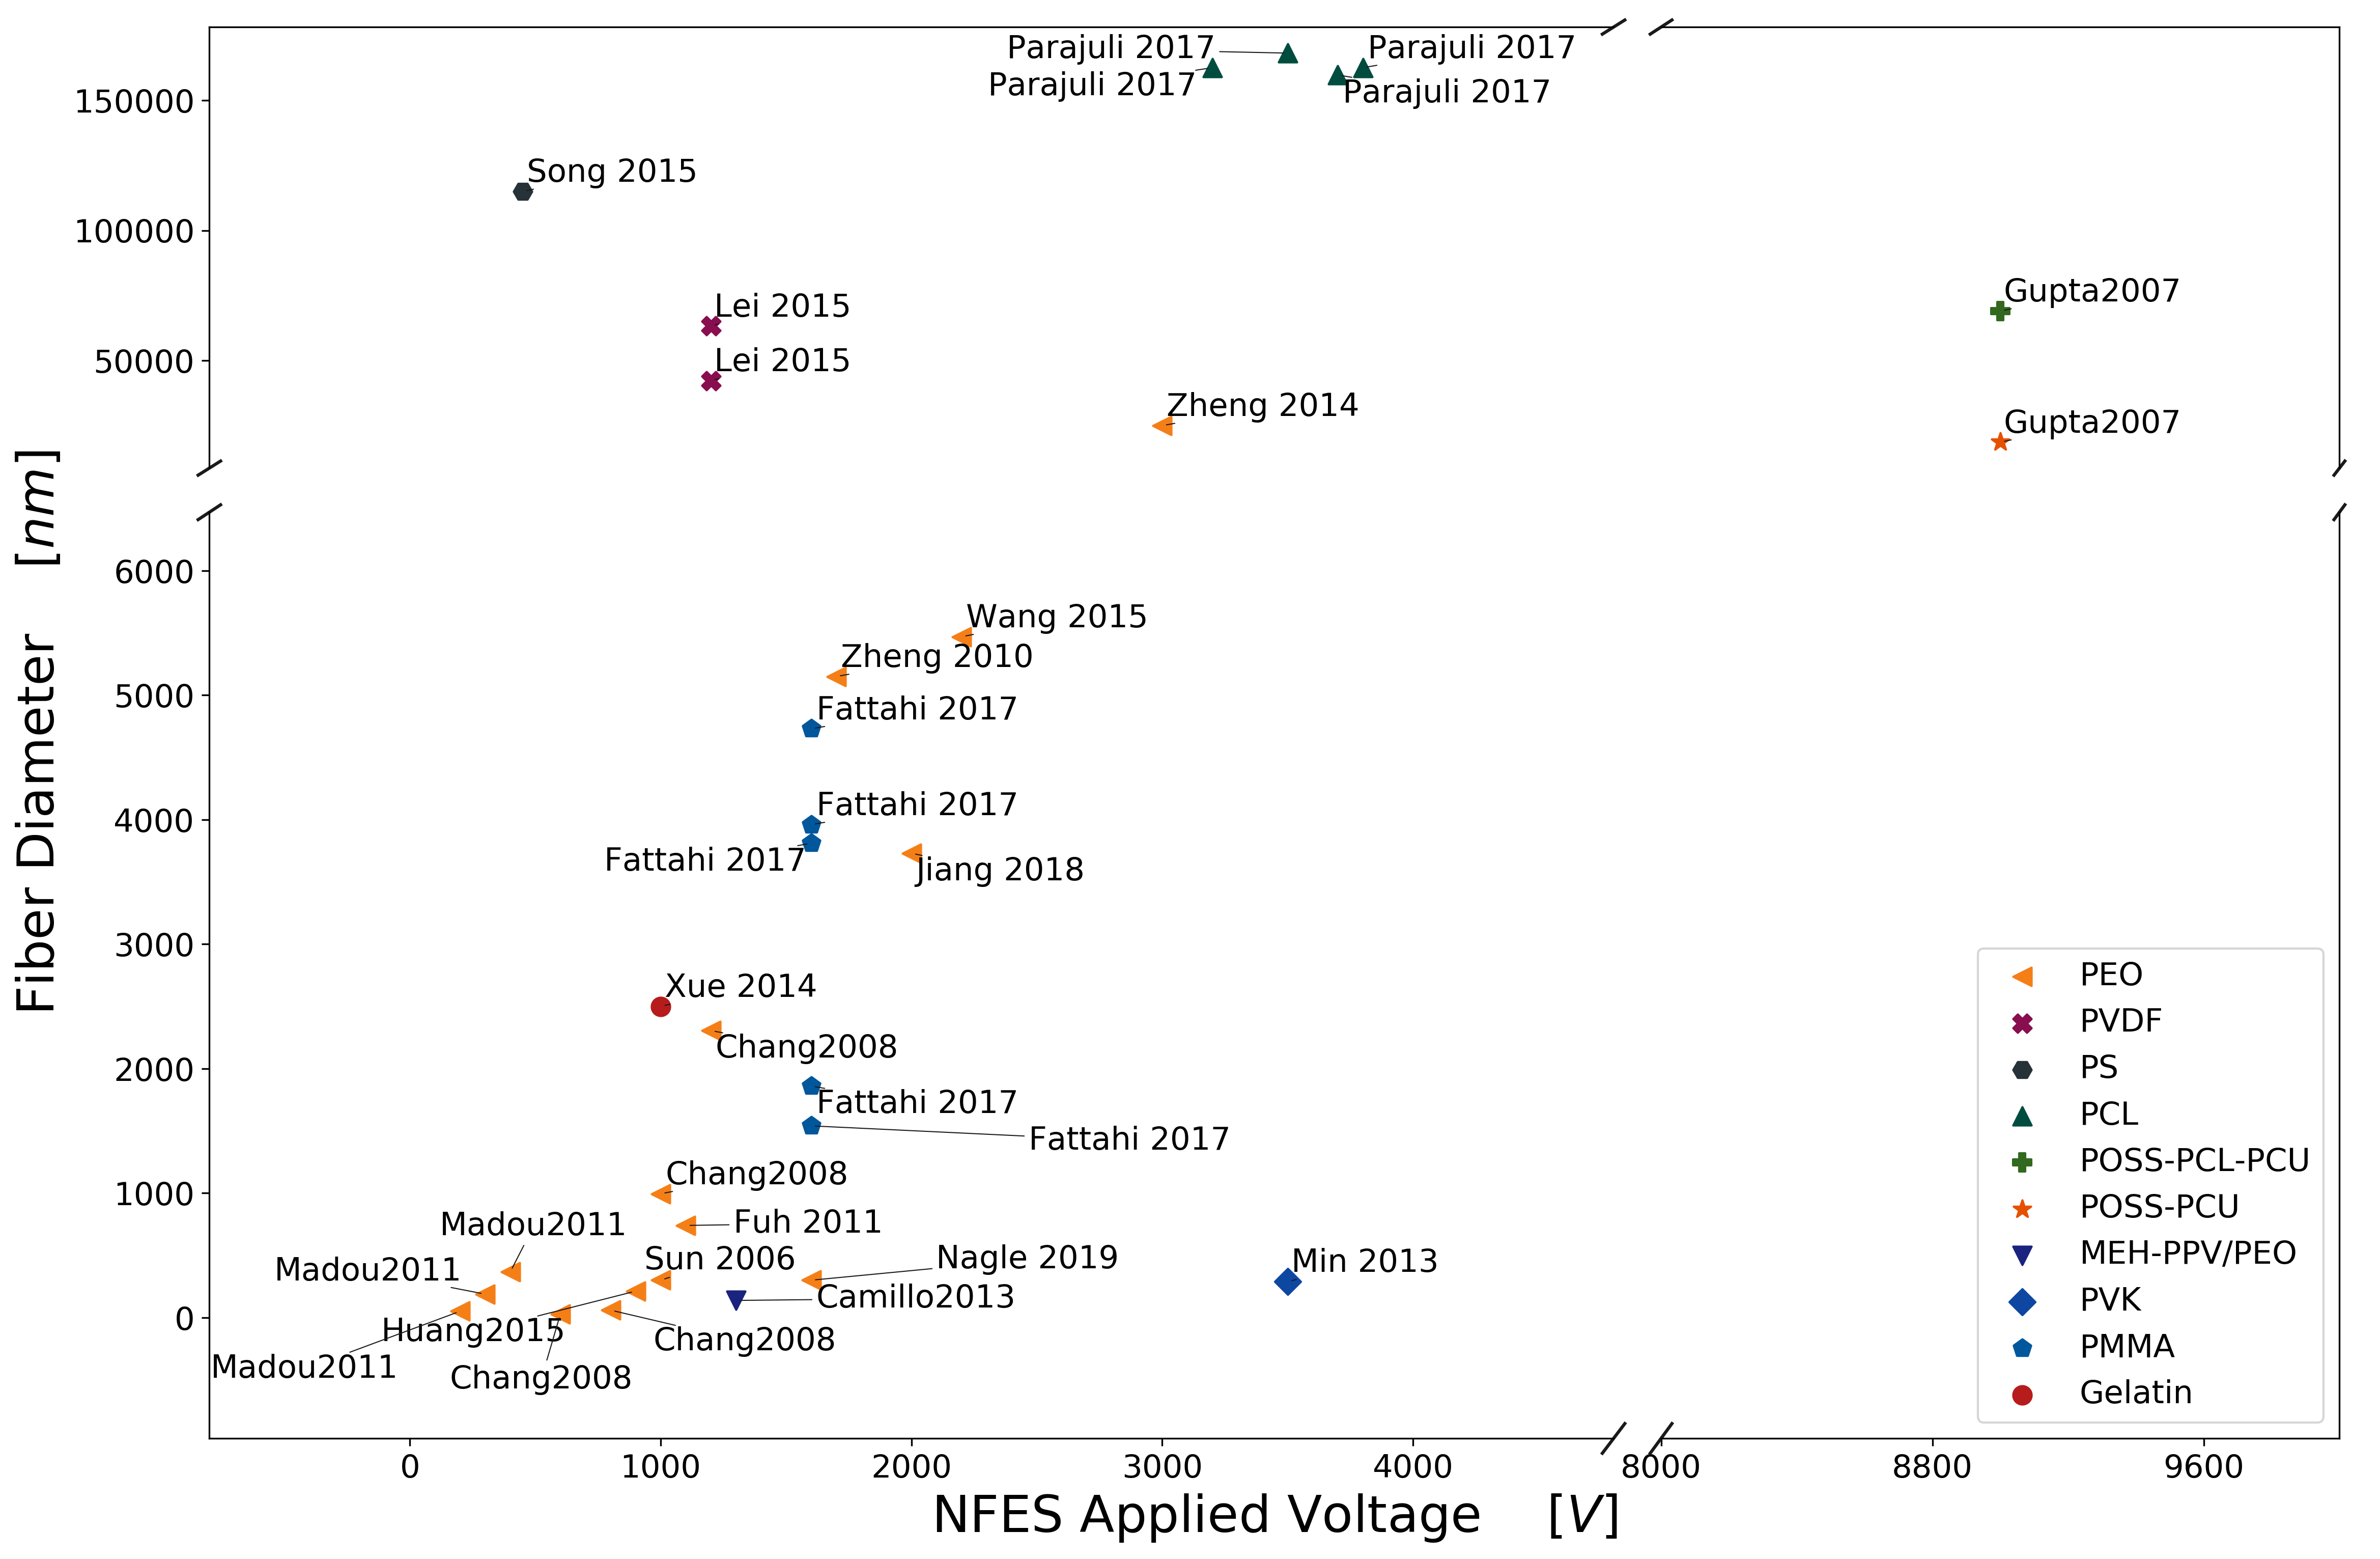 Parajuli 2017
Parajuli 2017
Parajuli 2017
Parajuli 2017
150000
Song 2015
100000
Lei 2015
Gupta2007
50000
Lei 2015
Zheng 2014
Gupta2007
Fiber Diameter [nm]
6000
Wang 2015
Zheng 2010
5000
Fattahi 2017
4000
Fattahi 2017
Fattahi 2017
Jiang 2018
3000
Xue 2014
Chang2008
2000
Fattahi 2017
Fattahi 2017
1000
Chang2008
Madou2011
Fuh 2011
Madou2011
Sun 2006
Nagle 2019
Min 2013
Camillo2013
0
Huang2015
Chang2008
Madou2011
Chang2008
PEO
PVDF
PS
PCL
POSS-PCL-PCU
POSS-PCU
MEH-PPV/PEO
PVK
PMMA
Gelatin
0 1000 2000 3000 4000 8000 8800 9600
NFES Applied Voltage [V]